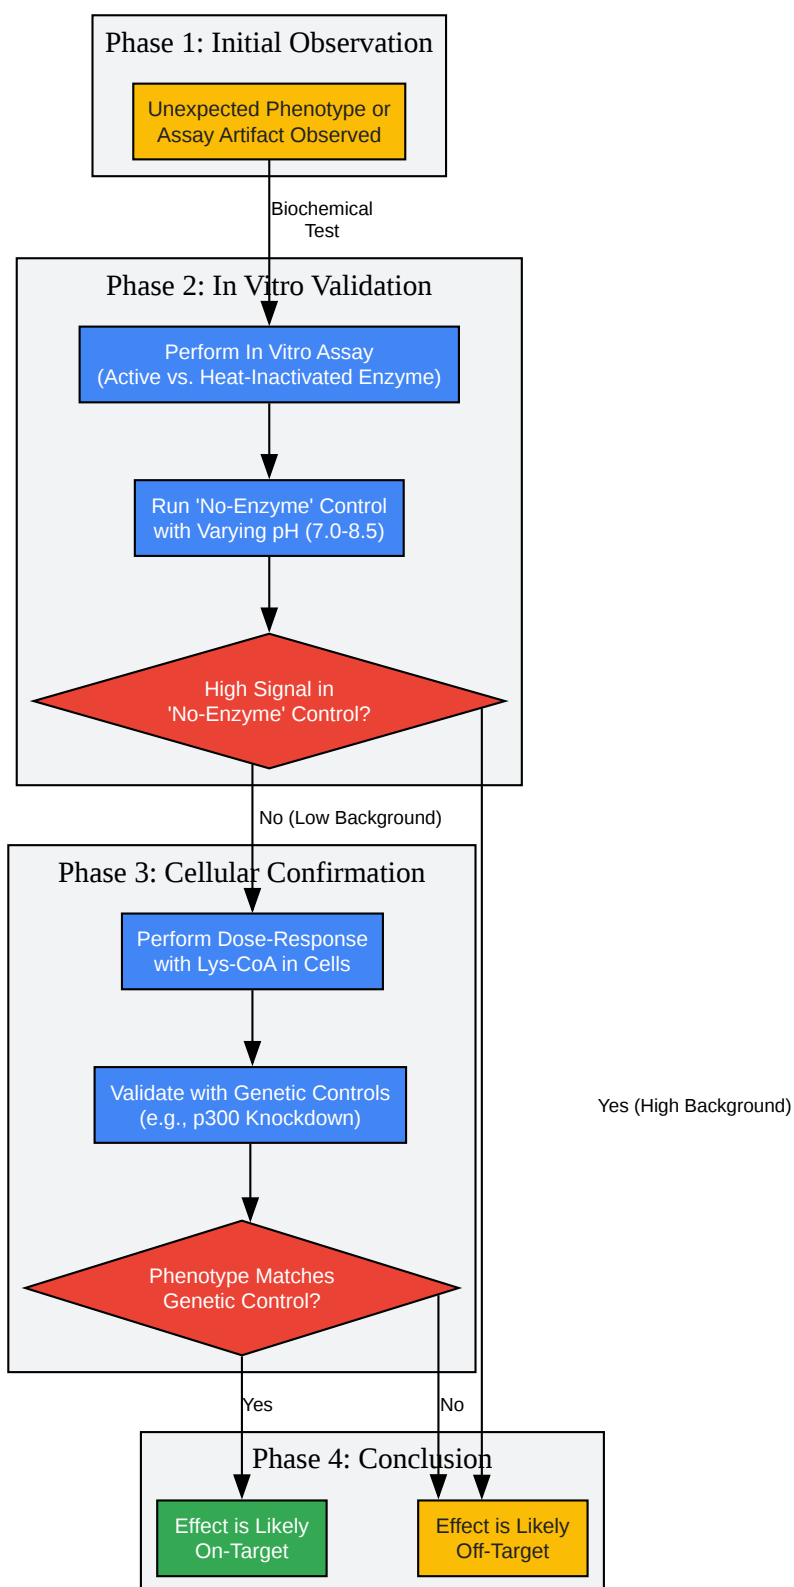 Phase 1: Initial Observation
Unexpected Phenotype or
Assay Artifact Observed
Biochemical
Test
Phase 2: In Vitro Validation
Perform In Vitro Assay
(Active vs. Heat-Inactivated Enzyme)
Run 'No-Enzyme' Control
with Varying pH (7.0-8.5)
High Signal in
'No-Enzyme' Control?
No (Low Background)
Phase 3: Cellular Confirmation
Perform Dose-Response
with Lys-CoA in Cells
Validate with Genetic Controls
(e.g., p300 Knockdown)
Yes (High Background)
Phenotype Matches
Genetic Control?
Yes
No
Phase 4: Conclusion
Effect is Likely
On-Target
Effect is Likely
Off-Target